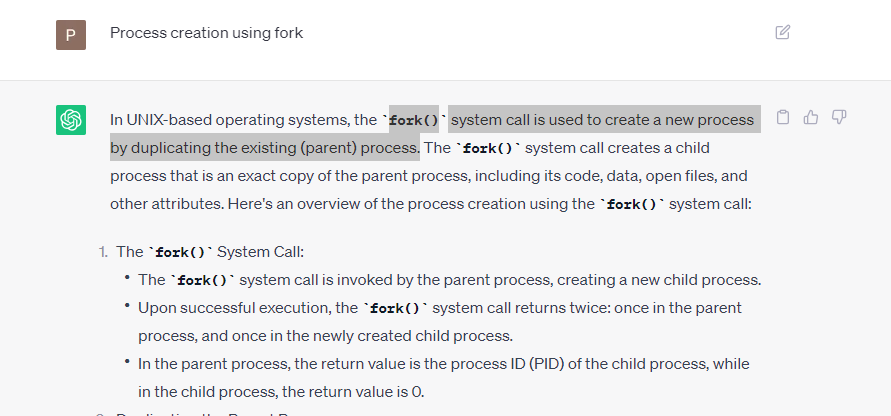 P
Process creation using fork
In UNIX-based operating systems, the `fork()` system call is used to create a new process
by duplicating the existing (parent) process. The `fork()` system call creates a child
process that is an exact copy of the parent process, including its code, data, open files, and
other attributes. Here's an overview of the process creation using the `fork()` system call:
1. The `fork()` System Call:
• The `fork()` system call is invoked by the parent process, creating a new child process.
• Upon successful execution, the `fork()` system call returns twice: once in the parent
process, and once in the newly created child process.
• In the parent process, the return value is the process ID (PID) of the child process, while
in the child process, the return value is 0.